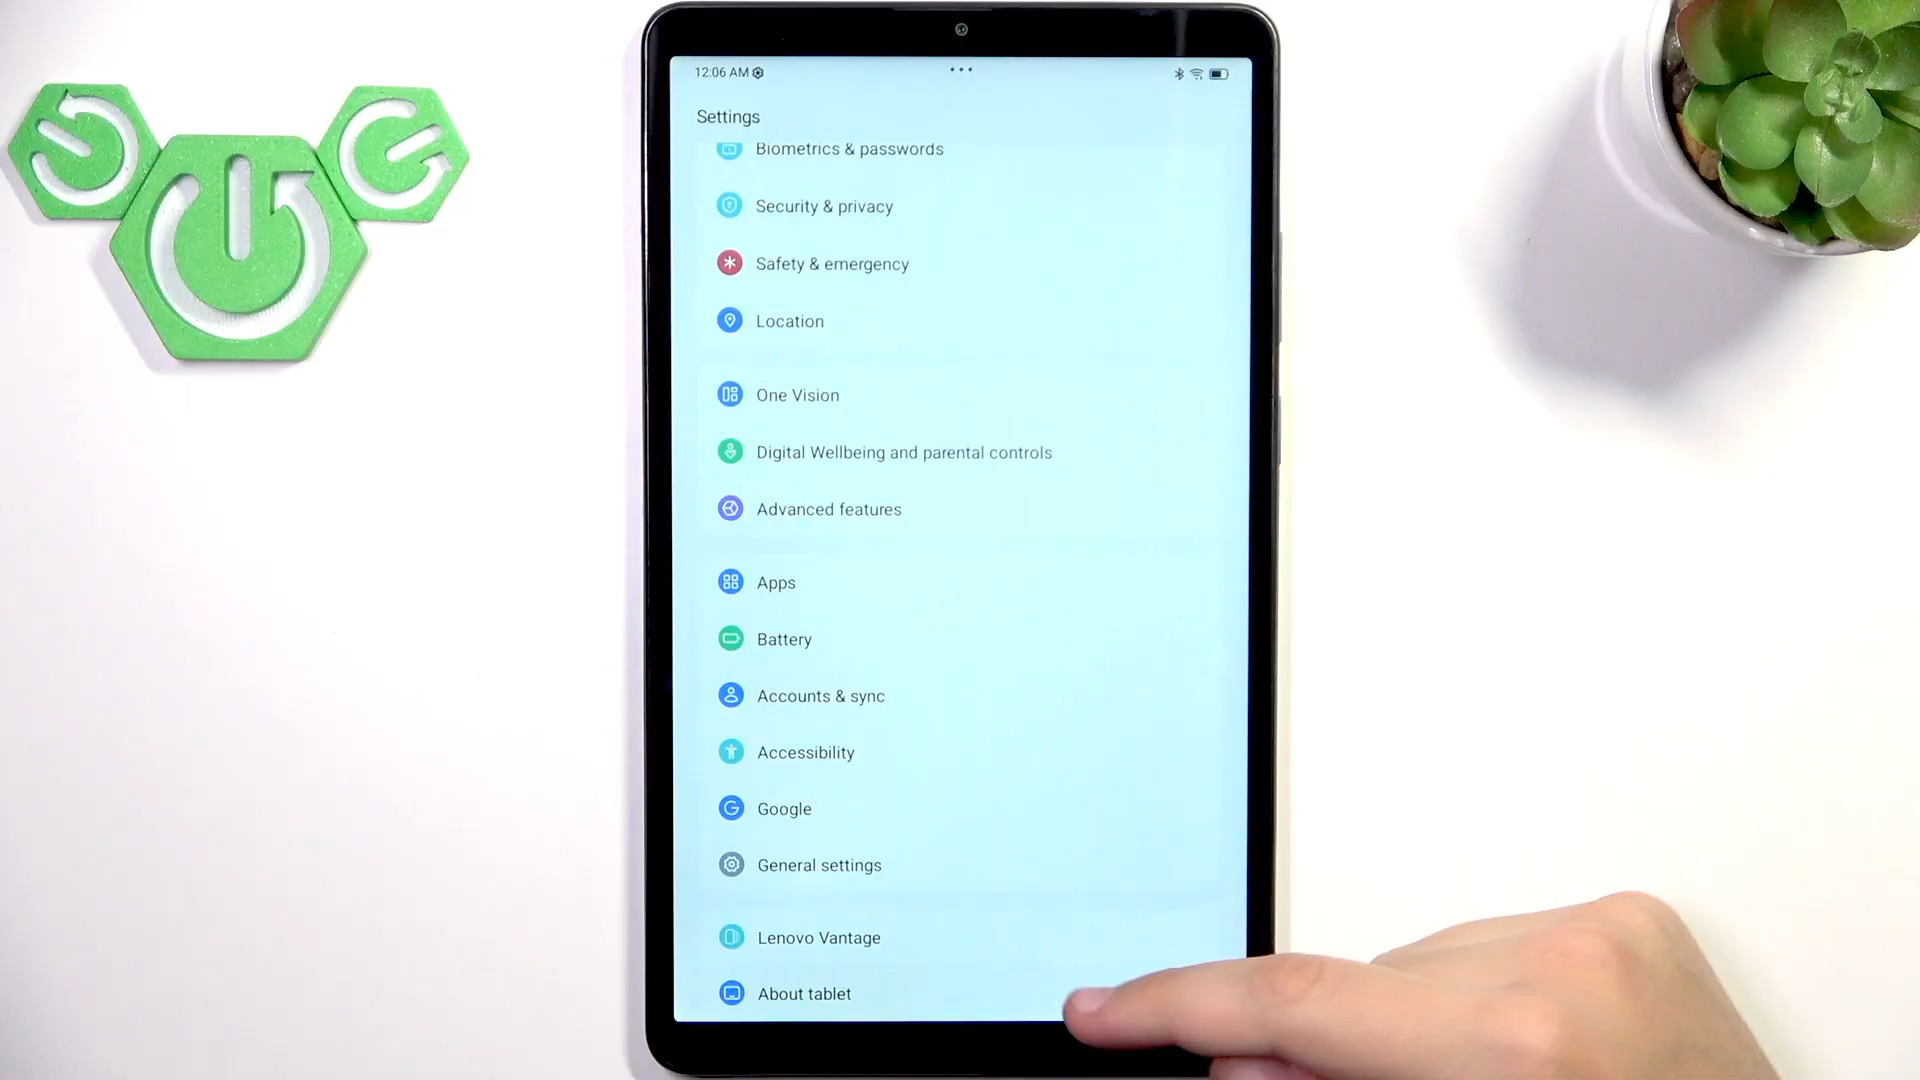 12:06 AM
Settings
Biometrics & passwords
Security & privacy
Safety & emergency
Location
One Vision
Digital Wellbeing and parental controls
Advanced features
Apps
Battery
Accounts & sync
Accessibility
Google
General settings
Lenovo Vantage
About tablet